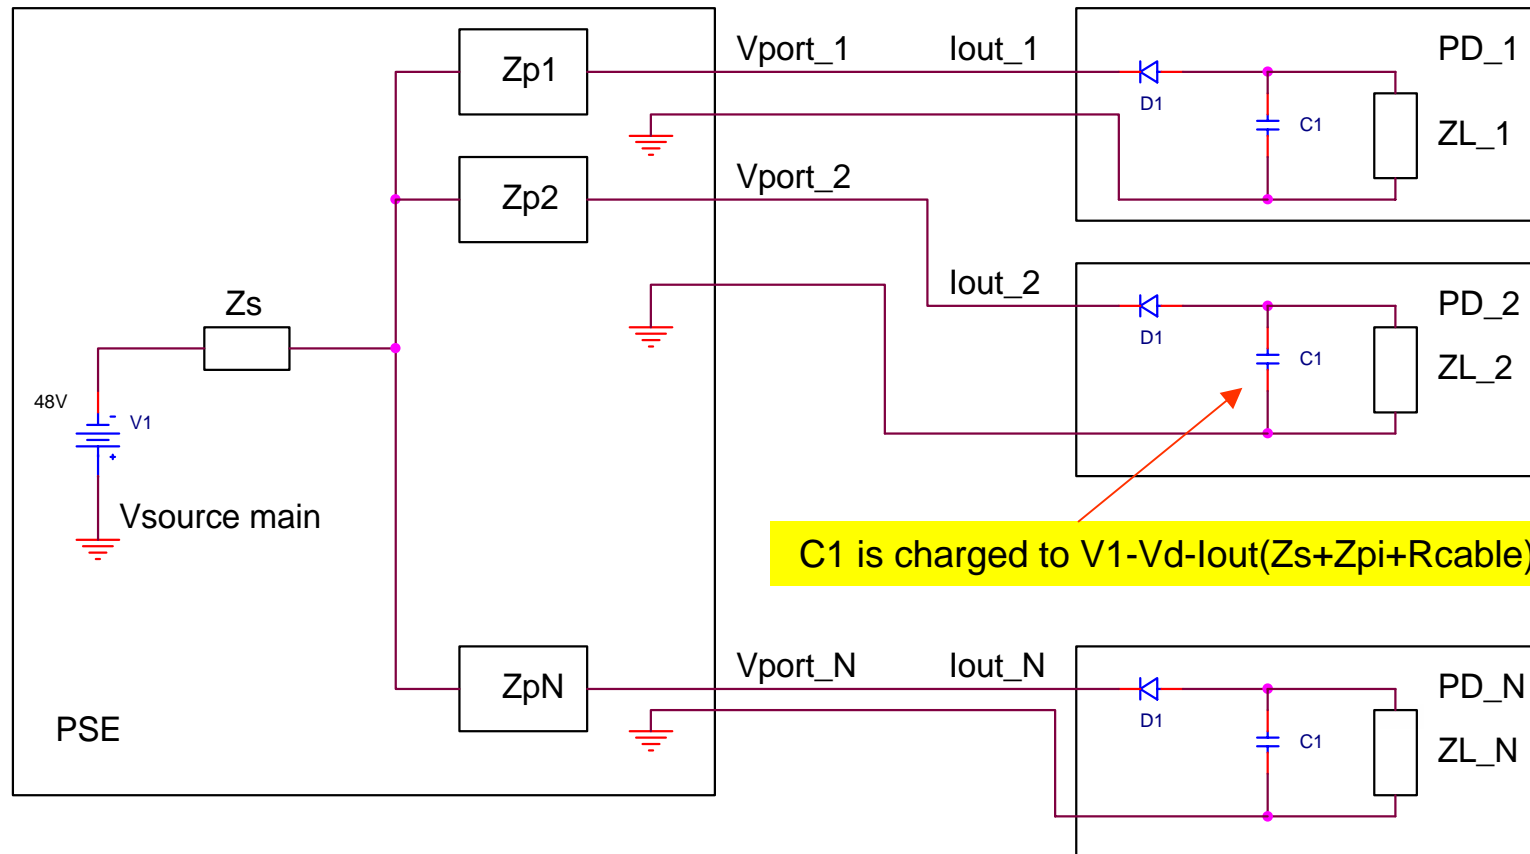 Zp1
Vport_1
Iout_1
PD_1
D1
C1
ZL_1
Zp2
Vport_2
Iout_2
PD_2
D1
C1
ZL_2
Zs
48V
-
V1
+
Vsource main
C1 is charged to V1-Vd-Iout(Zs+Zpi+Rcable)
ZpN
Vport_N
Iout_N
PD_N
D1
C1
ZL_N
PSE